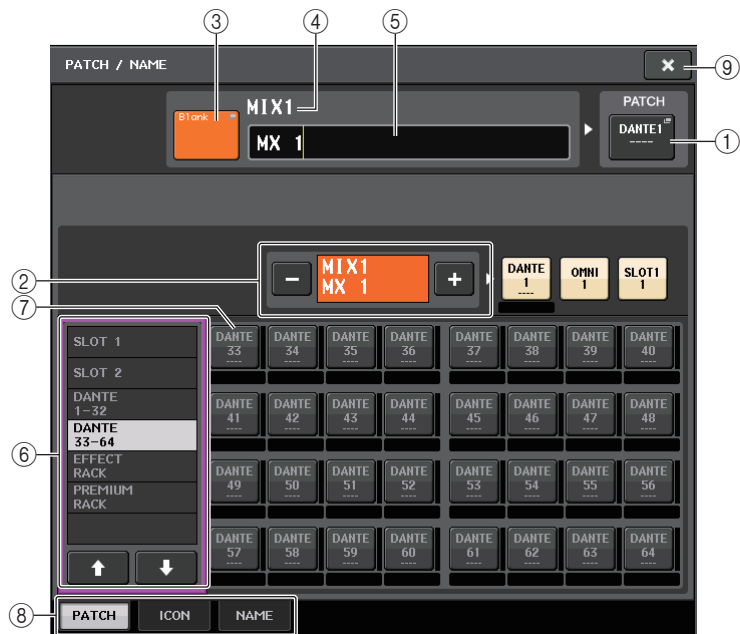 ③ ④ ⑤
PATCH / NAME
× ⑨
Blank
MIX1
MX 1
PATCH
DANTE1
----
①
②
−
MIX1
MX 1
+
DANTE
1
----
OMNI
1
SLOT1
1
⑦
⑥
SLOT 1
SLOT 2
DANTE
1-32
DANTE
33-64
EFFECT
RACK
PREMIUM
RACK
DANTE DANTE DANTE DANTE DANTE DANTE DANTE DANTE
33 34 35 36 37 38 39 40
---- ---- ---- ---- ---- ---- ---- ----
DANTE DANTE DANTE DANTE DANTE DANTE DANTE DANTE
41 42 43 44 45 46 47 48
---- ---- ---- ---- ---- ---- ---- ----
DANTE DANTE DANTE DANTE DANTE DANTE DANTE DANTE
49 50 51 52 53 54 55 56
---- ---- ---- ---- ---- ---- ---- ----
DANTE DANTE DANTE DANTE DANTE DANTE DANTE DANTE
57 58 59 60 61 62 63 64
---- ---- ---- ---- ---- ---- ---- ----
⑧
PATCH ICON NAME